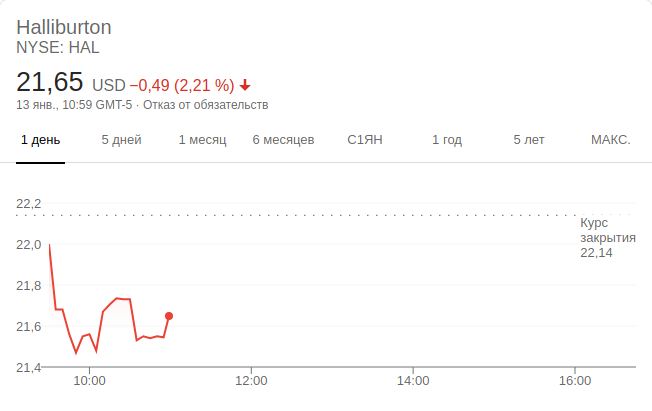 Halliburton
NYSE: HAL
21,65 USD −0,49 (2,21 %)
13 янв., 10:59 GMT-5 · Отказ от обязательств
1 день 5 дней 1 месяц 6 месяцев С1ЯН 1 год 5 лет МАКС.
22,2
Курс
закрытия
22,14
22,0
21,8
21,6
21,4
10:00 12:00 14:00 16:00